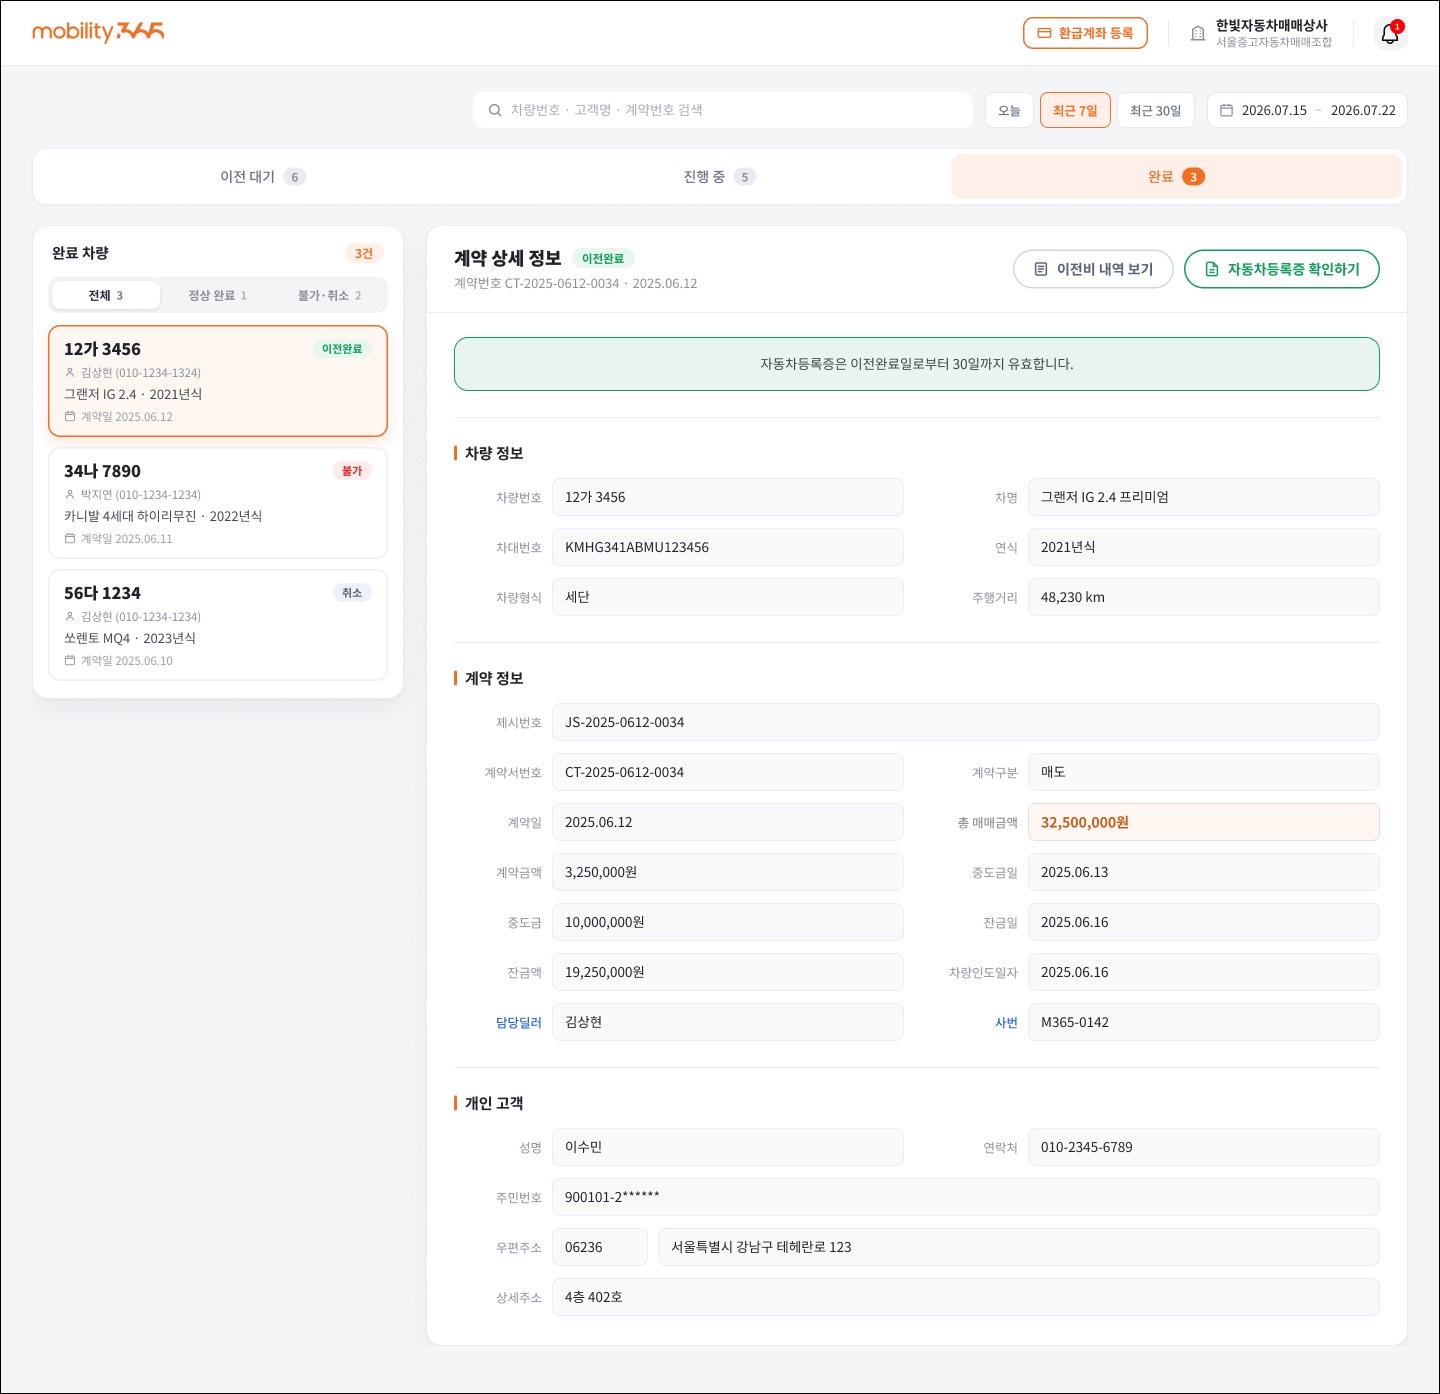 mobility 365
환급계좌 등록
한빛자동차매매상사
서울중고자동차매매조합
1
차량번호 · 고객명 · 계약번호 검색
오늘
최근 7일
최근 30일
2026.07.15 ~ 2026.07.22
이전 대기 6
진행 중 5
완료 3
완료 차량
3건
전체 3
정상 완료 1
불가·취소 2
12가 3456
이전완료
김상현 (010-1234-1324)
그랜저 IG 2.4 · 2021년식
계약일 2025.06.12
34나 7890
불가
박지연 (010-1234-1234)
카니발 4세대 하이리무진 · 2022년식
계약일 2025.06.11
56다 1234
취소
김상현 (010-1234-1234)
쏘렌토 MQ4 · 2023년식
계약일 2025.06.10
계약 상세 정보
이전완료
계약번호 CT-2025-0612-0034 · 2025.06.12
이전비 내역 보기
자동차등록증 확인하기
자동차등록증은 이전완료일로부터 30일까지 유효합니다.
차량 정보
차량번호 12가 3456
차명 그랜저 IG 2.4 프리미엄
차대번호 KMHG341ABMU123456
연식 2021년식
차량형식 세단
주행거리 48,230 km
계약 정보
제시번호 JS-2025-0612-0034
계약서번호 CT-2025-0612-0034
계약구분 매도
계약일 2025.06.12
총 매매금액 32,500,000원
계약금액 3,250,000원
중도금일 2025.06.13
중도금 10,000,000원
잔금일 2025.06.16
잔금액 19,250,000원
차량인도일자 2025.06.16
담당딜러 김상현
사번 M365-0142
개인 고객
성명 이수민
연락처 010-2345-6789
주민번호 900101-2******
우편주소 06236 서울특별시 강남구 테헤란로 123
상세주소 4층 402호